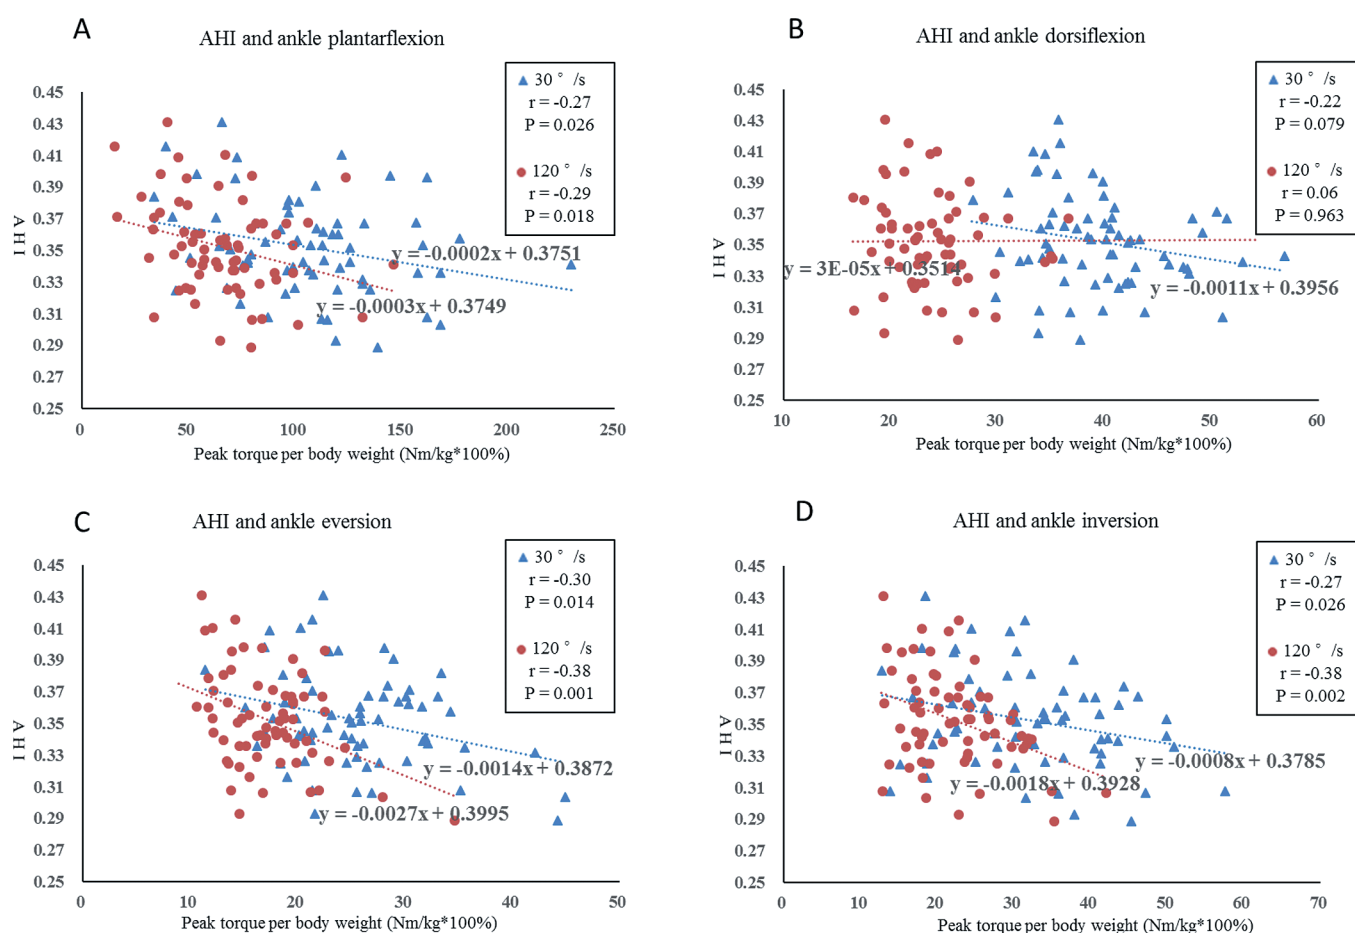 A
AHI and ankle plantarflexion
30 ° /s
r = -0.27
P = 0.026
120 ° /s
r = -0.29
P = 0.018
0.45
0.43
0.41
0.39
0.37
0.35
0.33
0.31
0.29
0.27
0.25
AHI
y = -0.0002x + 0.3751
y = -0.0003x + 0.3749
0 50 100 150 200 250
Peak torque per body weight (Nm/kg*100%)
B
AHI and ankle dorsiflexion
30 ° /s
r = -0.22
P = 0.079
120 ° /s
r = 0.06
P = 0.963
0.45
0.43
0.41
0.39
0.37
0.35
0.33
0.31
0.29
0.27
0.25
AHI
y = 3E-05x + 0.3514
y = -0.0011x + 0.3956
10 20 30 40 50 60
Peak torque per body weight (Nm/kg*100%)
C
AHI and ankle eversion
30 ° /s
r = -0.30
P = 0.014
120 ° /s
r = -0.38
P = 0.001
0.45
0.43
0.41
0.39
0.37
0.35
0.33
0.31
0.29
0.27
0.25
AHI
y = -0.0014x + 0.3872
y = -0.0027x + 0.3995
0 10 20 30 40 50
Peak torque per body weight (Nm/kg*100%)
D
AHI and ankle inversion
30 ° /s
r = -0.27
P = 0.026
120 ° /s
r = -0.38
P = 0.002
0.45
0.43
0.41
0.39
0.37
0.35
0.33
0.31
0.29
0.27
0.25
AHI
y = -0.0008x + 0.3785
y = -0.0018x + 0.3928
0 10 20 30 40 50 60 70
Peak torque per body weight (Nm/kg*100%)